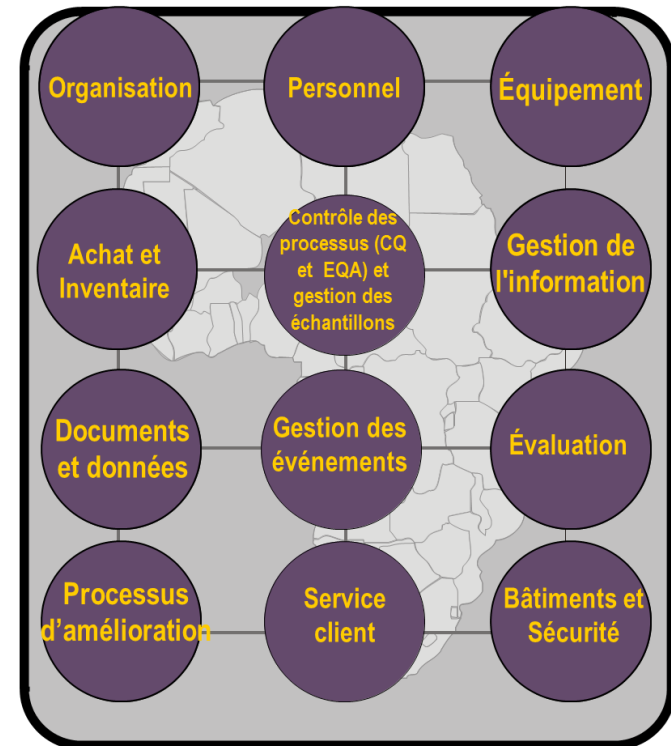 Organisation
Personnel
Équipement
Achat et
Inventaire
Contrôle des
processus (CQ
et EQA) et
gestion des
échantillons
Gestion de
l'information
Documents
et données
Gestion des
événements
Évaluation
Processus
d’amélioration
Service
client
Bâtiments et
Sécurité